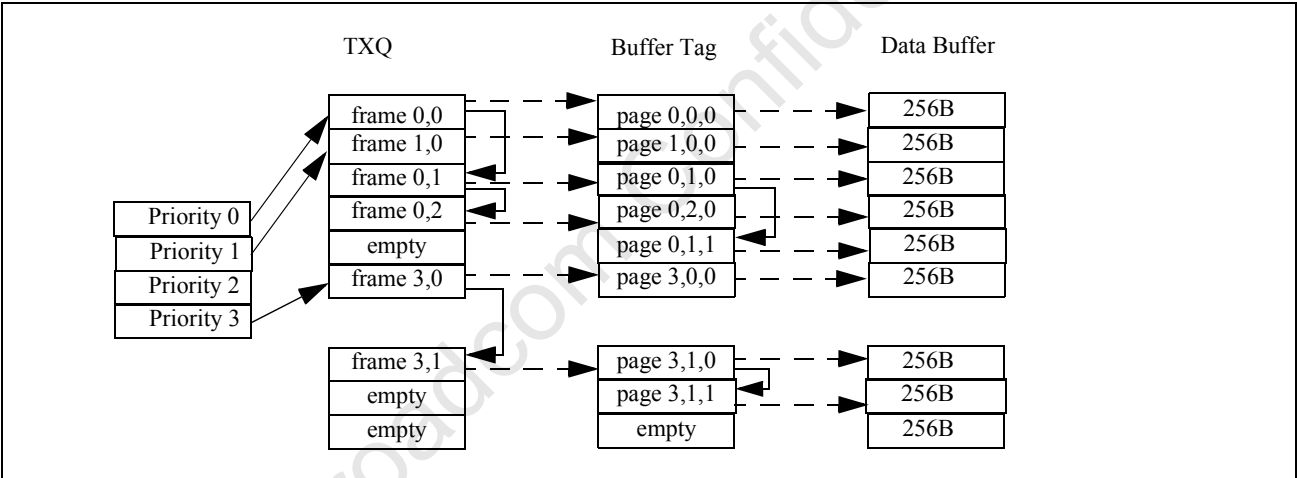 TXQ Buffer Tag Data Buffer
frame 0,0 page 0,0,0 256B
frame 1,0 page 1,0,0 256B
frame 0,1 page 0,1,0 256B
Priority 0 frame 0,2 page 0,2,0 256B
Priority 1 empty page 0,1,1 256B
Priority 2 frame 3,0 page 3,0,0 256B
Priority 3
frame 3,1 page 3,1,0 256B
empty page 3,1,1 256B
empty empty 256B